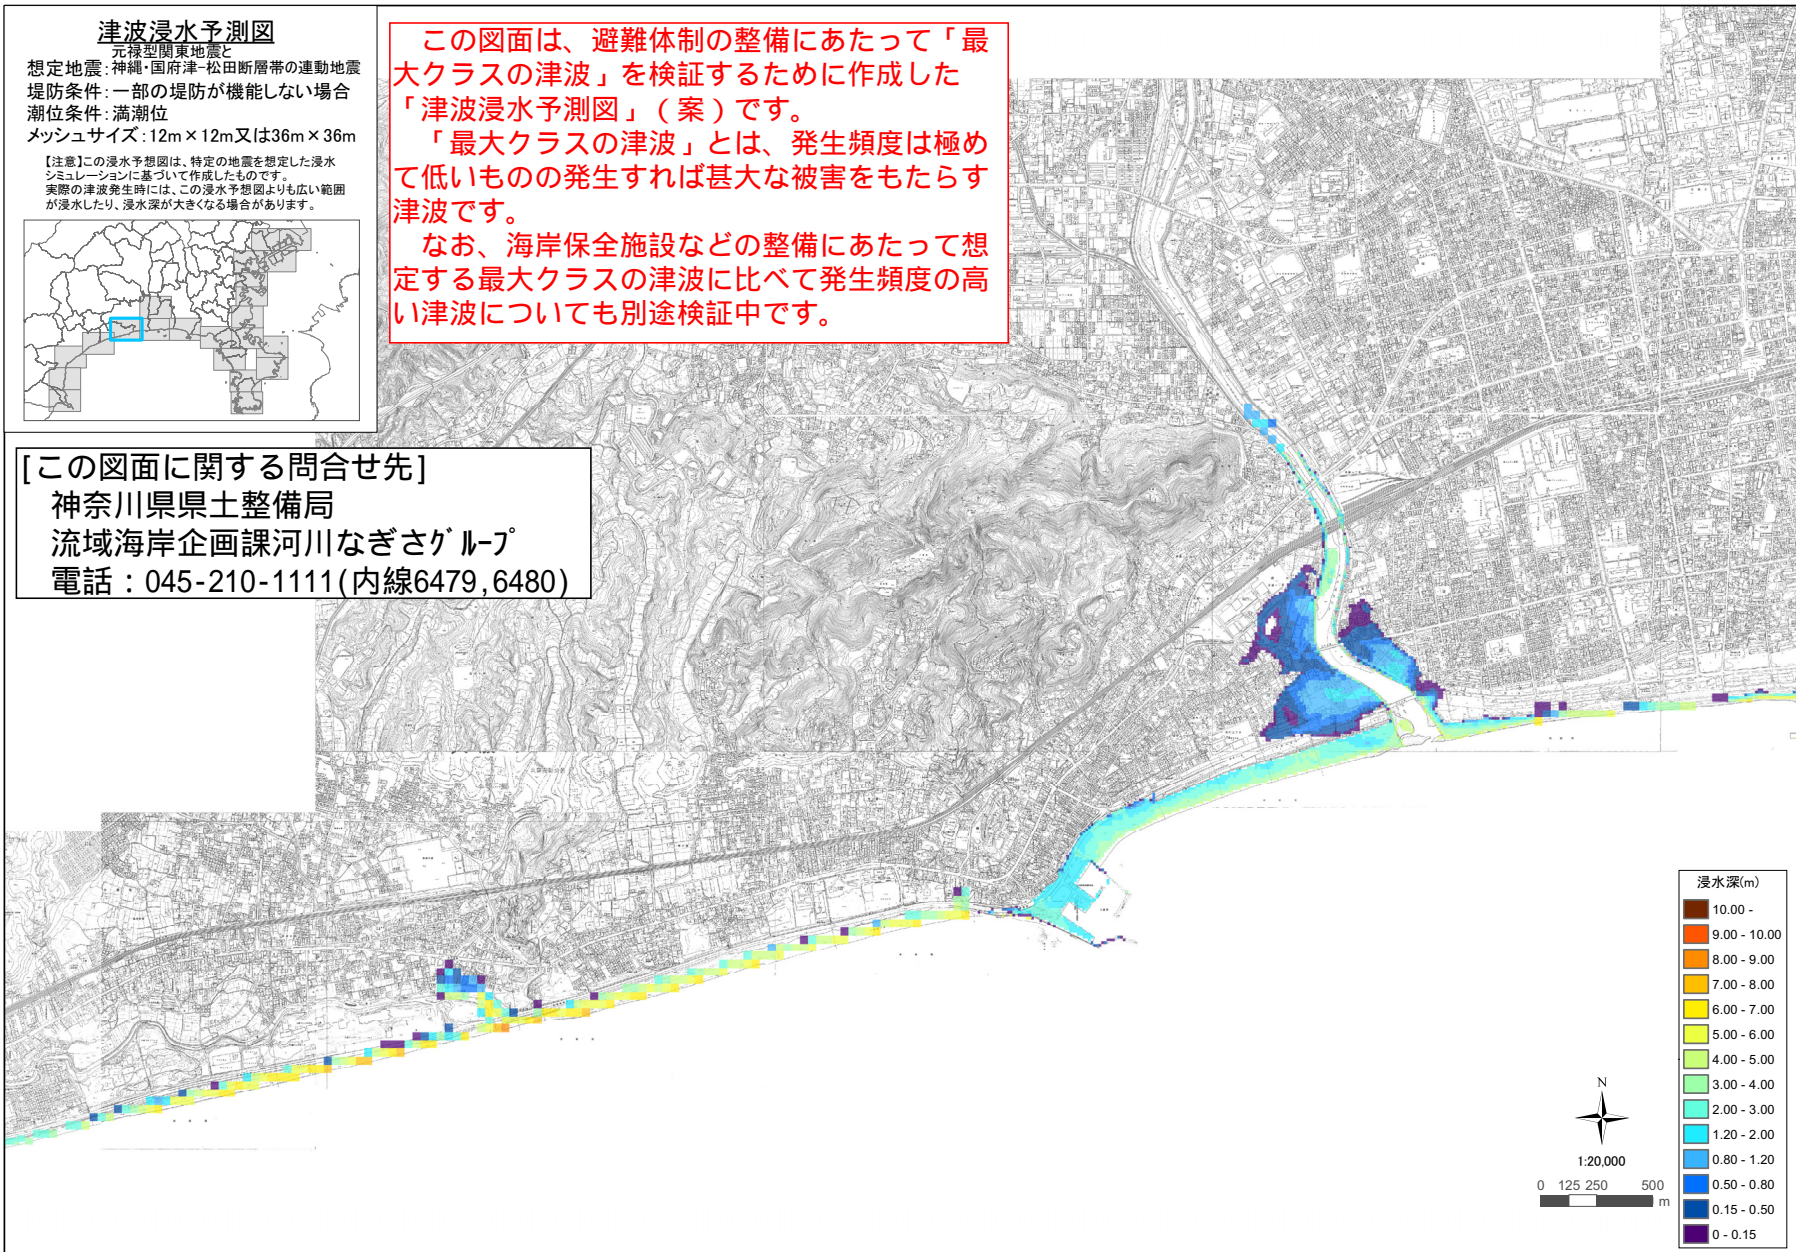 津波浸水予測図
元禄型関東地震と
想定地震:神縄・国府津-松田断層帯の連動地震
堤防条件:一部の堤防が機能しない場合
潮位条件:満潮位
メッシュサイズ:12m×12m又は36m×36m
【注意】この浸水予想図は、特定の地震を想定した浸水
シミュレーションに基づいて作成したものです。
実際の津波発生時には、この浸水予想図よりも広い範囲
が浸水したり、浸水深が大きくなる場合があります。
この図面は、避難体制の整備にあたって「最
大クラスの津波」を検証するために作成した
「津波浸水予測図」(案)です。
「最大クラスの津波」とは、発生頻度は極め
て低いものの発生すれば甚大な被害をもたらす
津波です。
なお、海岸保全施設などの整備にあたって想
定する最大クラスの津波に比べて発生頻度の高
い津波についても別途検証中です。
[この図面に関する問合せ先]
神奈川県県土整備局
流域海岸企画課河川なぎさグループ
電話:045-210-1111(内線6479,6480)
浸水深(m)
10.00 -
9.00 - 10.00
8.00 - 9.00
7.00 - 8.00
6.00 - 7.00
5.00 - 6.00
4.00 - 5.00
3.00 - 4.00
2.00 - 3.00
1.20 - 2.00
0.80 - 1.20
0.50 - 0.80
0.15 - 0.50
0 - 0.15
N
1:20,000
0 125 250 500
m